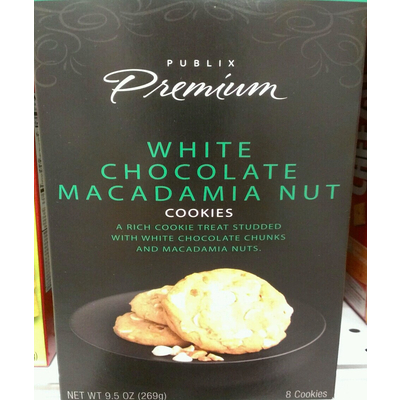 PUBLIX
Premium
WHITE
CHOCOLATE
MACADAMIA NUT
COOKIES
A RICH COOKIE TREAT STUDDED
WITH WHITE CHOCOLATE CHUNKS
AND MACADAMIA NUTS.
NET WT 9.5 OZ (269g)
8 Cookies